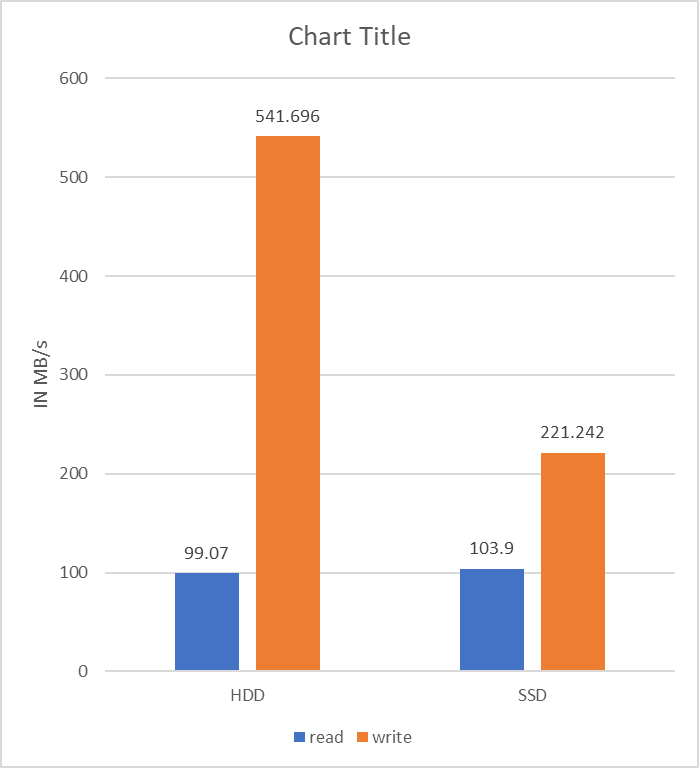 Chart Title
600
541.696
500
400
IN MB/s
300
221.242
200
99.07
103.9
100
0
HDD
SSD
read
write